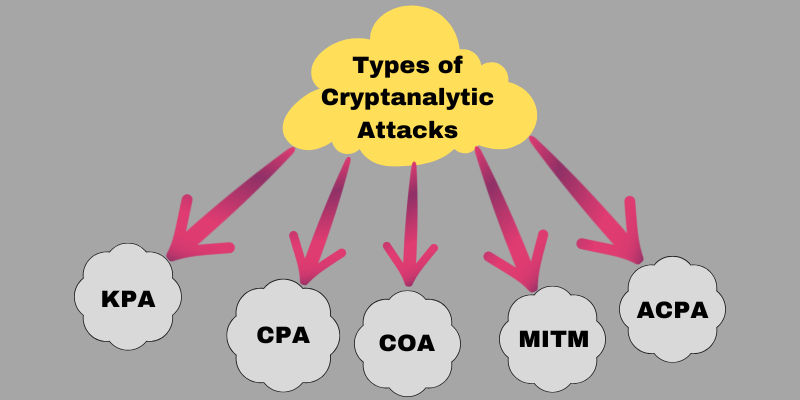 Types of
Cryptanalytic
Attacks
KPA
CPA
COA
MITM
ACPA